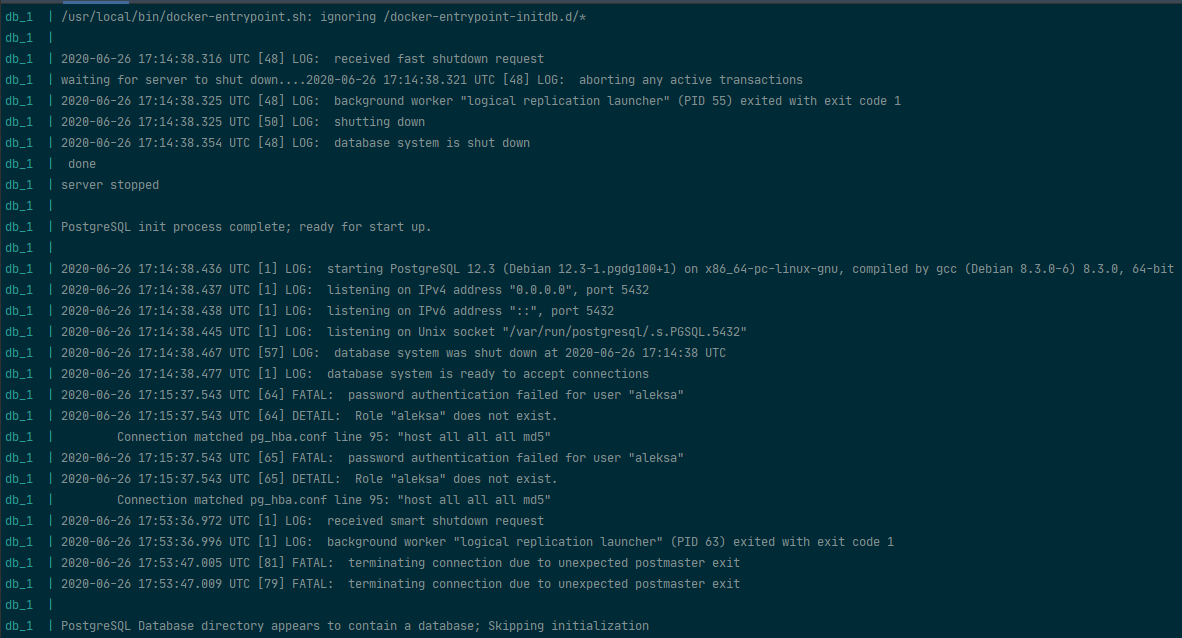 db_1 | /usr/local/bin/docker-entrypoint.sh: ignoring /docker-entrypoint-initdb.d/*
db_1 |
db_1 | 2020-06-26 17:14:38.316 UTC [48] LOG:  received fast shutdown request
db_1 | waiting for server to shut down....2020-06-26 17:14:38.321 UTC [48] LOG:  aborting any active transactions
db_1 | 2020-06-26 17:14:38.325 UTC [48] LOG:  background worker "logical replication launcher" (PID 55) exited with exit code 1
db_1 | 2020-06-26 17:14:38.325 UTC [50] LOG:  shutting down
db_1 | 2020-06-26 17:14:38.354 UTC [48] LOG:  database system is shut down
db_1 |  done
db_1 | server stopped
db_1 |
db_1 | PostgreSQL init process complete; ready for start up.
db_1 |
db_1 | 2020-06-26 17:14:38.436 UTC [1] LOG:  starting PostgreSQL 12.3 (Debian 12.3-1.pgdg100+1) on x86_64-pc-linux-gnu, compiled by gcc (Debian 8.3.0-6) 8.3.0, 64-bit
db_1 | 2020-06-26 17:14:38.437 UTC [1] LOG:  listening on IPv4 address "0.0.0.0", port 5432
db_1 | 2020-06-26 17:14:38.438 UTC [1] LOG:  listening on IPv6 address "::", port 5432
db_1 | 2020-06-26 17:14:38.445 UTC [1] LOG:  listening on Unix socket "/var/run/postgresql/.s.PGSQL.5432"
db_1 | 2020-06-26 17:14:38.467 UTC [57] LOG:  database system was shut down at 2020-06-26 17:14:38 UTC
db_1 | 2020-06-26 17:14:38.477 UTC [1] LOG:  database system is ready to accept connections
db_1 | 2020-06-26 17:15:37.543 UTC [64] FATAL:  password authentication failed for user "aleksa"
db_1 | 2020-06-26 17:15:37.543 UTC [64] DETAIL:  Role "aleksa" does not exist.
db_1 |         Connection matched pg_hba.conf line 95: "host all all all md5"
db_1 | 2020-06-26 17:15:37.543 UTC [65] FATAL:  password authentication failed for user "aleksa"
db_1 | 2020-06-26 17:15:37.543 UTC [65] DETAIL:  Role "aleksa" does not exist.
db_1 |         Connection matched pg_hba.conf line 95: "host all all all md5"
db_1 | 2020-06-26 17:53:36.972 UTC [1] LOG:  received smart shutdown request
db_1 | 2020-06-26 17:53:36.996 UTC [1] LOG:  background worker "logical replication launcher" (PID 63) exited with exit code 1
db_1 | 2020-06-26 17:53:47.005 UTC [81] FATAL:  terminating connection due to unexpected postmaster exit
db_1 | 2020-06-26 17:53:47.009 UTC [79] FATAL:  terminating connection due to unexpected postmaster exit
db_1 |
db_1 | PostgreSQL Database directory appears to contain a database; Skipping initialization